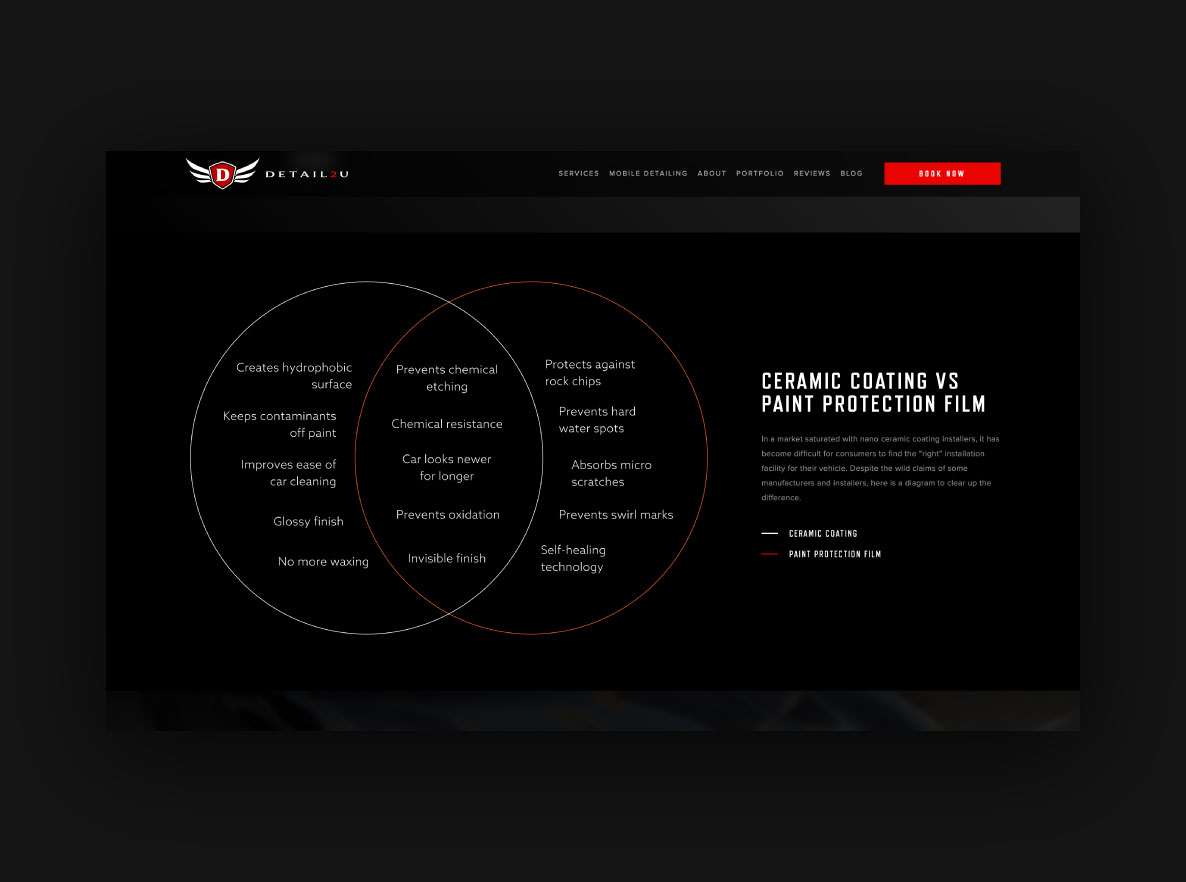 D
DETAIL2U
SERVICES MOBILE DETAILING ABOUT PORTFOLIO REVIEWS BLOG
BOOK NOW
Creates hydrophobic
surface
Keeps contaminants
off paint
Improves ease of
car cleaning
Glossy finish
No more waxing
Prevents chemical
etching
Chemical resistance
Car looks newer
for longer
Prevents oxidation
Invisible finish
Protects against
rock chips
Prevents hard
water spots
Absorbs micro
scratches
Prevents swirl marks
Self-healing
technology
CERAMIC COATING VS
PAINT PROTECTION FILM
In a market saturated with nano ceramic coating installers, it has
become difficult for consumers to find the "right" installation
facility for their vehicle. Despite the wild claims of some
manufacturers and installers, here is a diagram to clear up the
difference.
CERAMIC COATING
PAINT PROTECTION FILM